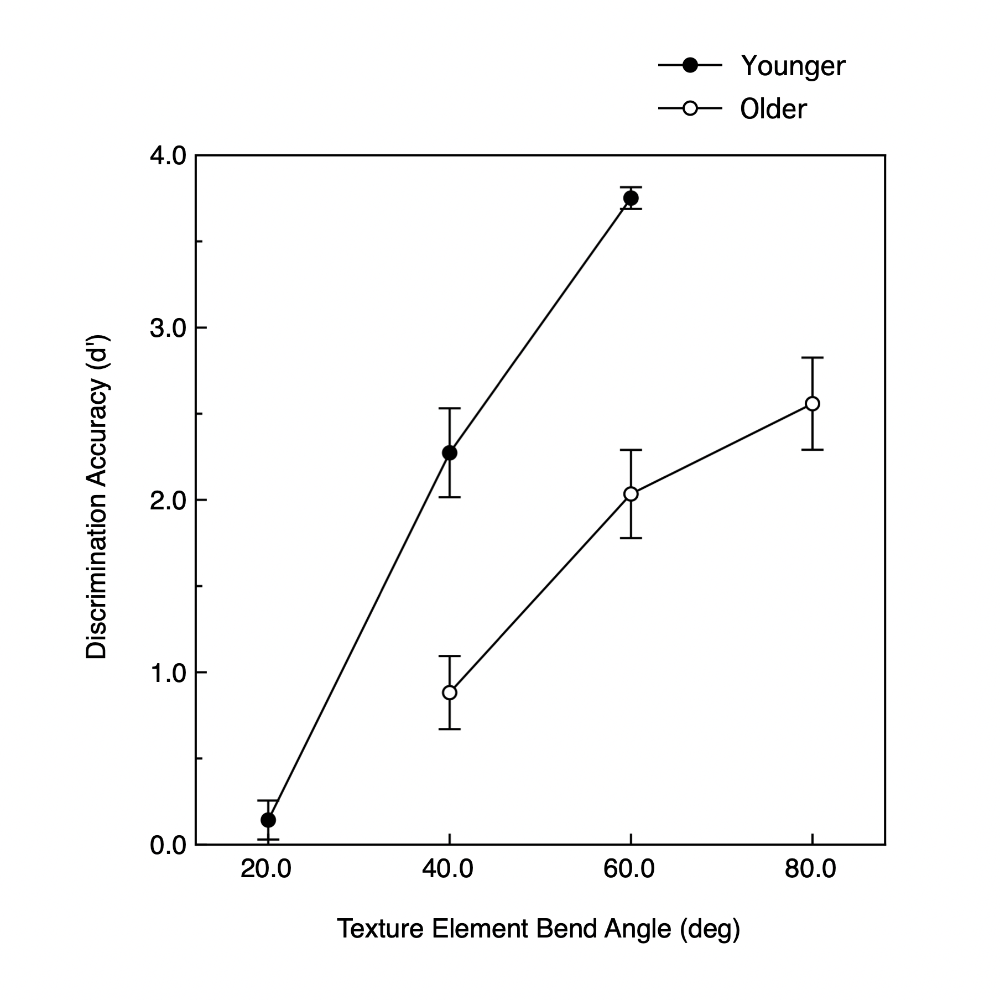 Younger
Older
4.0
3.0
2.0
1.0
0.0
Discrimination Accuracy (d')
20.0 40.0 60.0 80.0
Texture Element Bend Angle (deg)